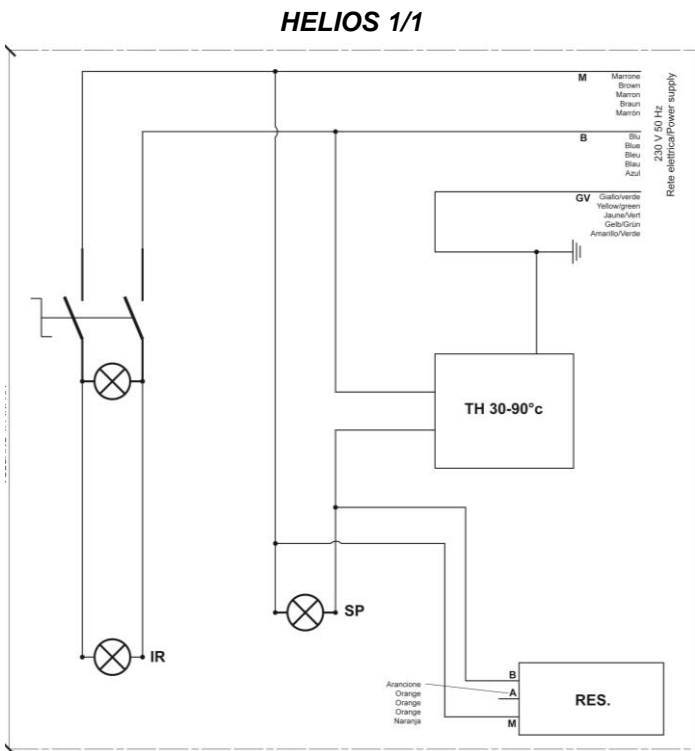 HELIOS 1/1
M
Marrone
Brown
Marron
Braun
Marrón
B
Blu
Blue
Bleu
Blau
Azul
230 V 50 Hz
Rete elettrica/Power supply
GV
Giallo/verde
Yellow/green
Jaune/Vert
Gelb/Grün
Amarillo/Verde
TH 30-90°c
SP
IR
Arancione
Orange
Orange
Orange
Naranja
B
A
M
RES.